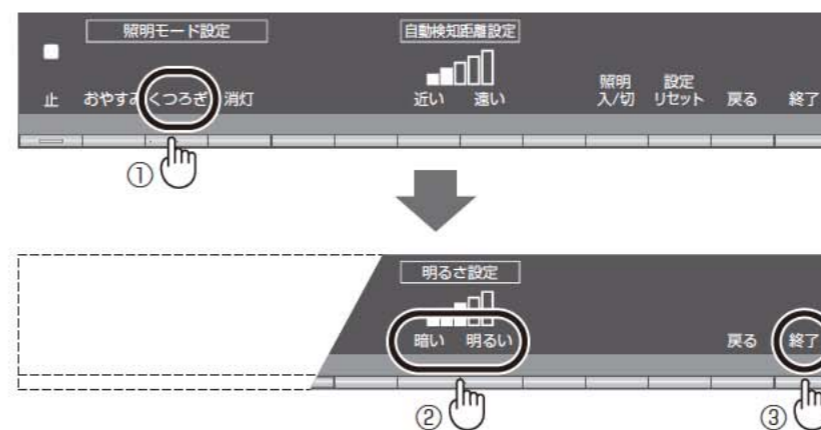 照明モード設定
自動検知距離設定
止 おやすみ くつろぎ 消灯
近い 遠い
照明 入/切
設定 リセット
戻る
終了
①
明るさ設定
暗い 明るい
戻る
終了
②
③